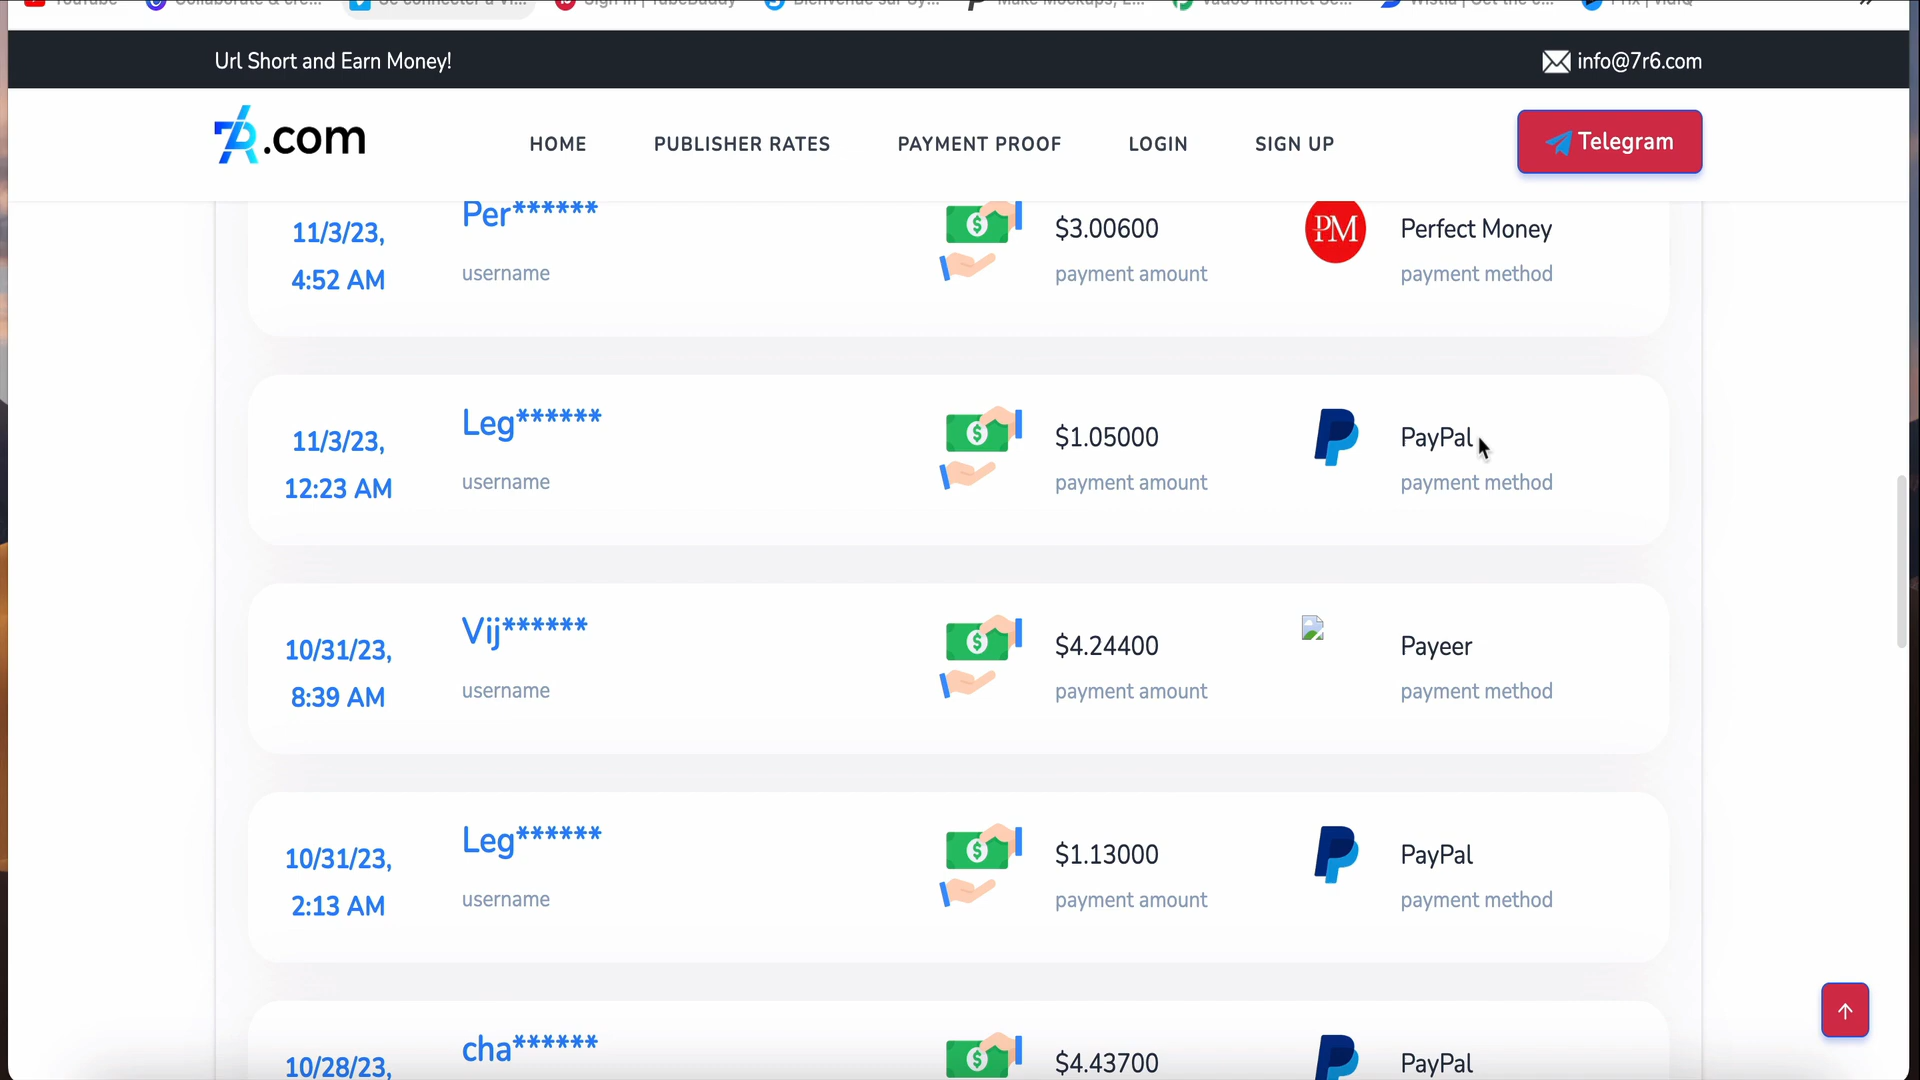 Url Short and Earn Money!
info@7r6.com
7R.com
HOME
PUBLISHER RATES
PAYMENT PROOF
LOGIN
SIGN UP
Telegram
11/3/23,
4:52 AM
Per******
username
$3.00600
payment amount
PM
Perfect Money
payment method
11/3/23,
12:23 AM
Leg******
username
$1.05000
payment amount
PayPal
payment method
10/31/23,
8:39 AM
Vij******
username
$4.24400
payment amount
Payeer
payment method
10/31/23,
2:13 AM
Leg******
username
$1.13000
payment amount
PayPal
payment method
10/28/23,
cha******
$4.43700
PayPal